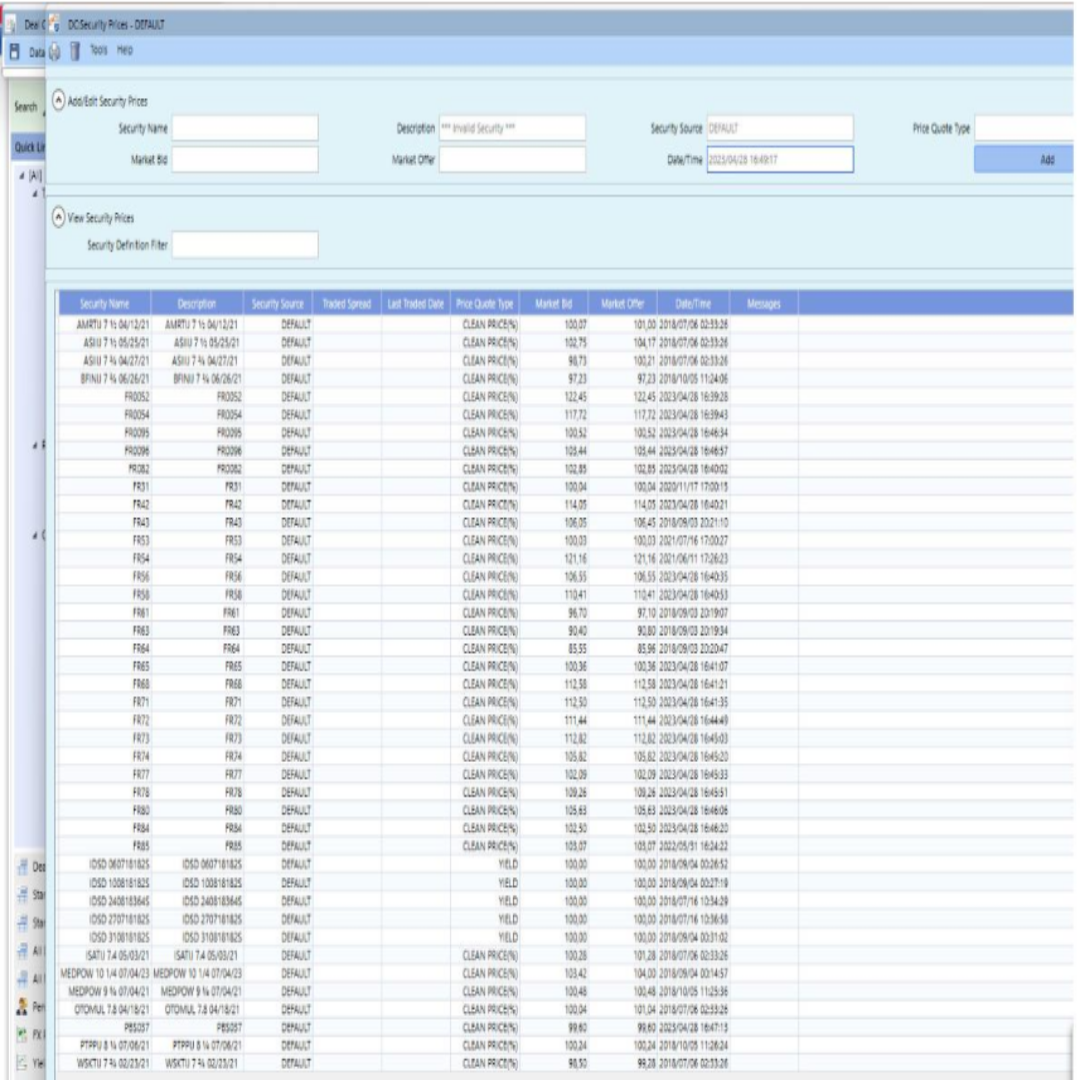 Deal
DC:Security Prices - DEFAULT
Data
Tools Help
Search
Add/Edit Security Prices
Security Name Description *** Invalid Security *** Security Source DEFAULT Price Quote Type
Market Bid Market Offer Date/Time 2023/04/28 16:49:17 Add
Quick Lin
[All]
View Security Prices
Security Definition Filter
Security Name Description Security Source Traded Spread Last Traded Date Price Quote Type Market Bid Market Offer Date/Time Messages
AMRTIJ 7 ½ 04/12/21 AMRTIJ 7 ½ 04/12/21 DEFAULT CLEAN PRICE(%) 100,07 101,00 2018/07/06 02:33:26
ASIIJ 7 ½ 05/25/21 ASIIJ 7 ½ 05/25/21 DEFAULT CLEAN PRICE(%) 102,75 104,17 2018/07/06 02:33:26
ASIIJ 7 ¾ 04/27/21 ASIIJ 7 ¾ 04/27/21 DEFAULT CLEAN PRICE(%) 98,73 100,21 2018/07/06 02:33:26
BFINIJ 7 ¾ 06/26/21 BFINIJ 7 ¾ 06/26/21 DEFAULT CLEAN PRICE(%) 97,23 97,23 2018/10/05 11:24:06
FR0052 FR0052 DEFAULT CLEAN PRICE(%) 122,45 122,45 2023/04/28 16:39:28
FR0054 FR0054 DEFAULT CLEAN PRICE(%) 117,72 117,72 2023/04/28 16:39:43
FR0095 FR0095 DEFAULT CLEAN PRICE(%) 100,52 100,52 2023/04/28 16:46:34
FR0096 FR0096 DEFAULT CLEAN PRICE(%) 103,44 103,44 2023/04/28 16:46:57
FR082 FR0082 DEFAULT CLEAN PRICE(%) 102,85 102,85 2023/04/28 16:40:02
FR31 FR31 DEFAULT CLEAN PRICE(%) 100,04 100,04 2020/11/17 17:00:15
FR42 FR42 DEFAULT CLEAN PRICE(%) 114,05 114,05 2023/04/28 16:40:21
FR43 FR43 DEFAULT CLEAN PRICE(%) 106,05 106,45 2018/09/03 20:21:10
FR53 FR53 DEFAULT CLEAN PRICE(%) 100,03 100,03 2021/07/16 17:00:27
FR54 FR54 DEFAULT CLEAN PRICE(%) 121,16 121,16 2021/06/11 17:26:23
FR56 FR56 DEFAULT CLEAN PRICE(%) 106,55 106,55 2023/04/28 16:40:35
FR58 FR58 DEFAULT CLEAN PRICE(%) 110,41 110,41 2023/04/28 16:40:53
FR61 FR61 DEFAULT CLEAN PRICE(%) 96,70 97,10 2018/09/03 20:19:07
FR63 FR63 DEFAULT CLEAN PRICE(%) 90,40 90,80 2018/09/03 20:19:34
FR64 FR64 DEFAULT CLEAN PRICE(%) 85,55 85,96 2018/09/03 20:20:47
FR65 FR65 DEFAULT CLEAN PRICE(%) 100,36 100,36 2023/04/28 16:41:07
FR68 FR68 DEFAULT CLEAN PRICE(%) 112,58 112,58 2023/04/28 16:41:21
FR71 FR71 DEFAULT CLEAN PRICE(%) 112,50 112,50 2023/04/28 16:41:35
FR72 FR72 DEFAULT CLEAN PRICE(%) 111,44 111,44 2023/04/28 16:44:49
FR73 FR73 DEFAULT CLEAN PRICE(%) 112,82 112,82 2023/04/28 16:45:03
FR74 FR74 DEFAULT CLEAN PRICE(%) 105,82 105,82 2023/04/28 16:45:20
FR77 FR77 DEFAULT CLEAN PRICE(%) 102,09 102,09 2023/04/28 16:45:33
FR78 FR78 DEFAULT CLEAN PRICE(%) 109,26 109,26 2023/04/28 16:45:51
FR80 FR80 DEFAULT CLEAN PRICE(%) 105,63 105,63 2023/04/28 16:46:06
FR84 FR84 DEFAULT CLEAN PRICE(%) 102,50 102,50 2023/04/28 16:46:20
FR85 FR85 DEFAULT CLEAN PRICE(%) 103,07 103,07 2022/05/31 16:24:22
IDSD 060718182S IDSD 060718182S DEFAULT YIELD 100,00 100,00 2018/09/04 00:26:52
IDSD 100818182S IDSD 100818182S DEFAULT YIELD 100,00 100,00 2018/09/04 00:27:19
IDSD 240818364S IDSD 240818364S DEFAULT YIELD 100,00 100,00 2018/07/16 10:34:29
IDSD 270718182S IDSD 270718182S DEFAULT YIELD 100,00 100,00 2018/07/16 10:36:58
IDSD 310818182S IDSD 310818182S DEFAULT YIELD 100,00 100,00 2018/09/04 00:31:02
ISATIJ 7.4 05/03/21 ISATIJ 7.4 05/03/21 DEFAULT CLEAN PRICE(%) 100,28 101,28 2018/07/06 02:33:26
MEDPOW 10 1/4 07/04/23 MEDPOW 10 1/4 07/04/23 DEFAULT CLEAN PRICE(%) 103,42 104,00 2018/09/04 00:14:57
MEDPOW 9 ¼ 07/04/21 MEDPOW 9 ¼ 07/04/21 DEFAULT CLEAN PRICE(%) 100,48 100,48 2018/10/05 11:25:36
OTOMUL 7.8 04/18/21 OTOMUL 7.8 04/18/21 DEFAULT CLEAN PRICE(%) 100,04 101,04 2018/07/06 02:33:26
PBS037 PBS037 DEFAULT CLEAN PRICE(%) 99,60 99,60 2023/04/28 16:47:13
PTPPIJ 8 ¼ 07/06/21 PTPPIJ 8 ¼ 07/06/21 DEFAULT CLEAN PRICE(%) 100,24 100,24 2018/10/05 11:26:24
WSKTIJ 7 ¾ 02/23/21 WSKTIJ 7 ¾ 02/23/21 DEFAULT CLEAN PRICE(%) 98,50 99,28 2018/07/06 02:33:26